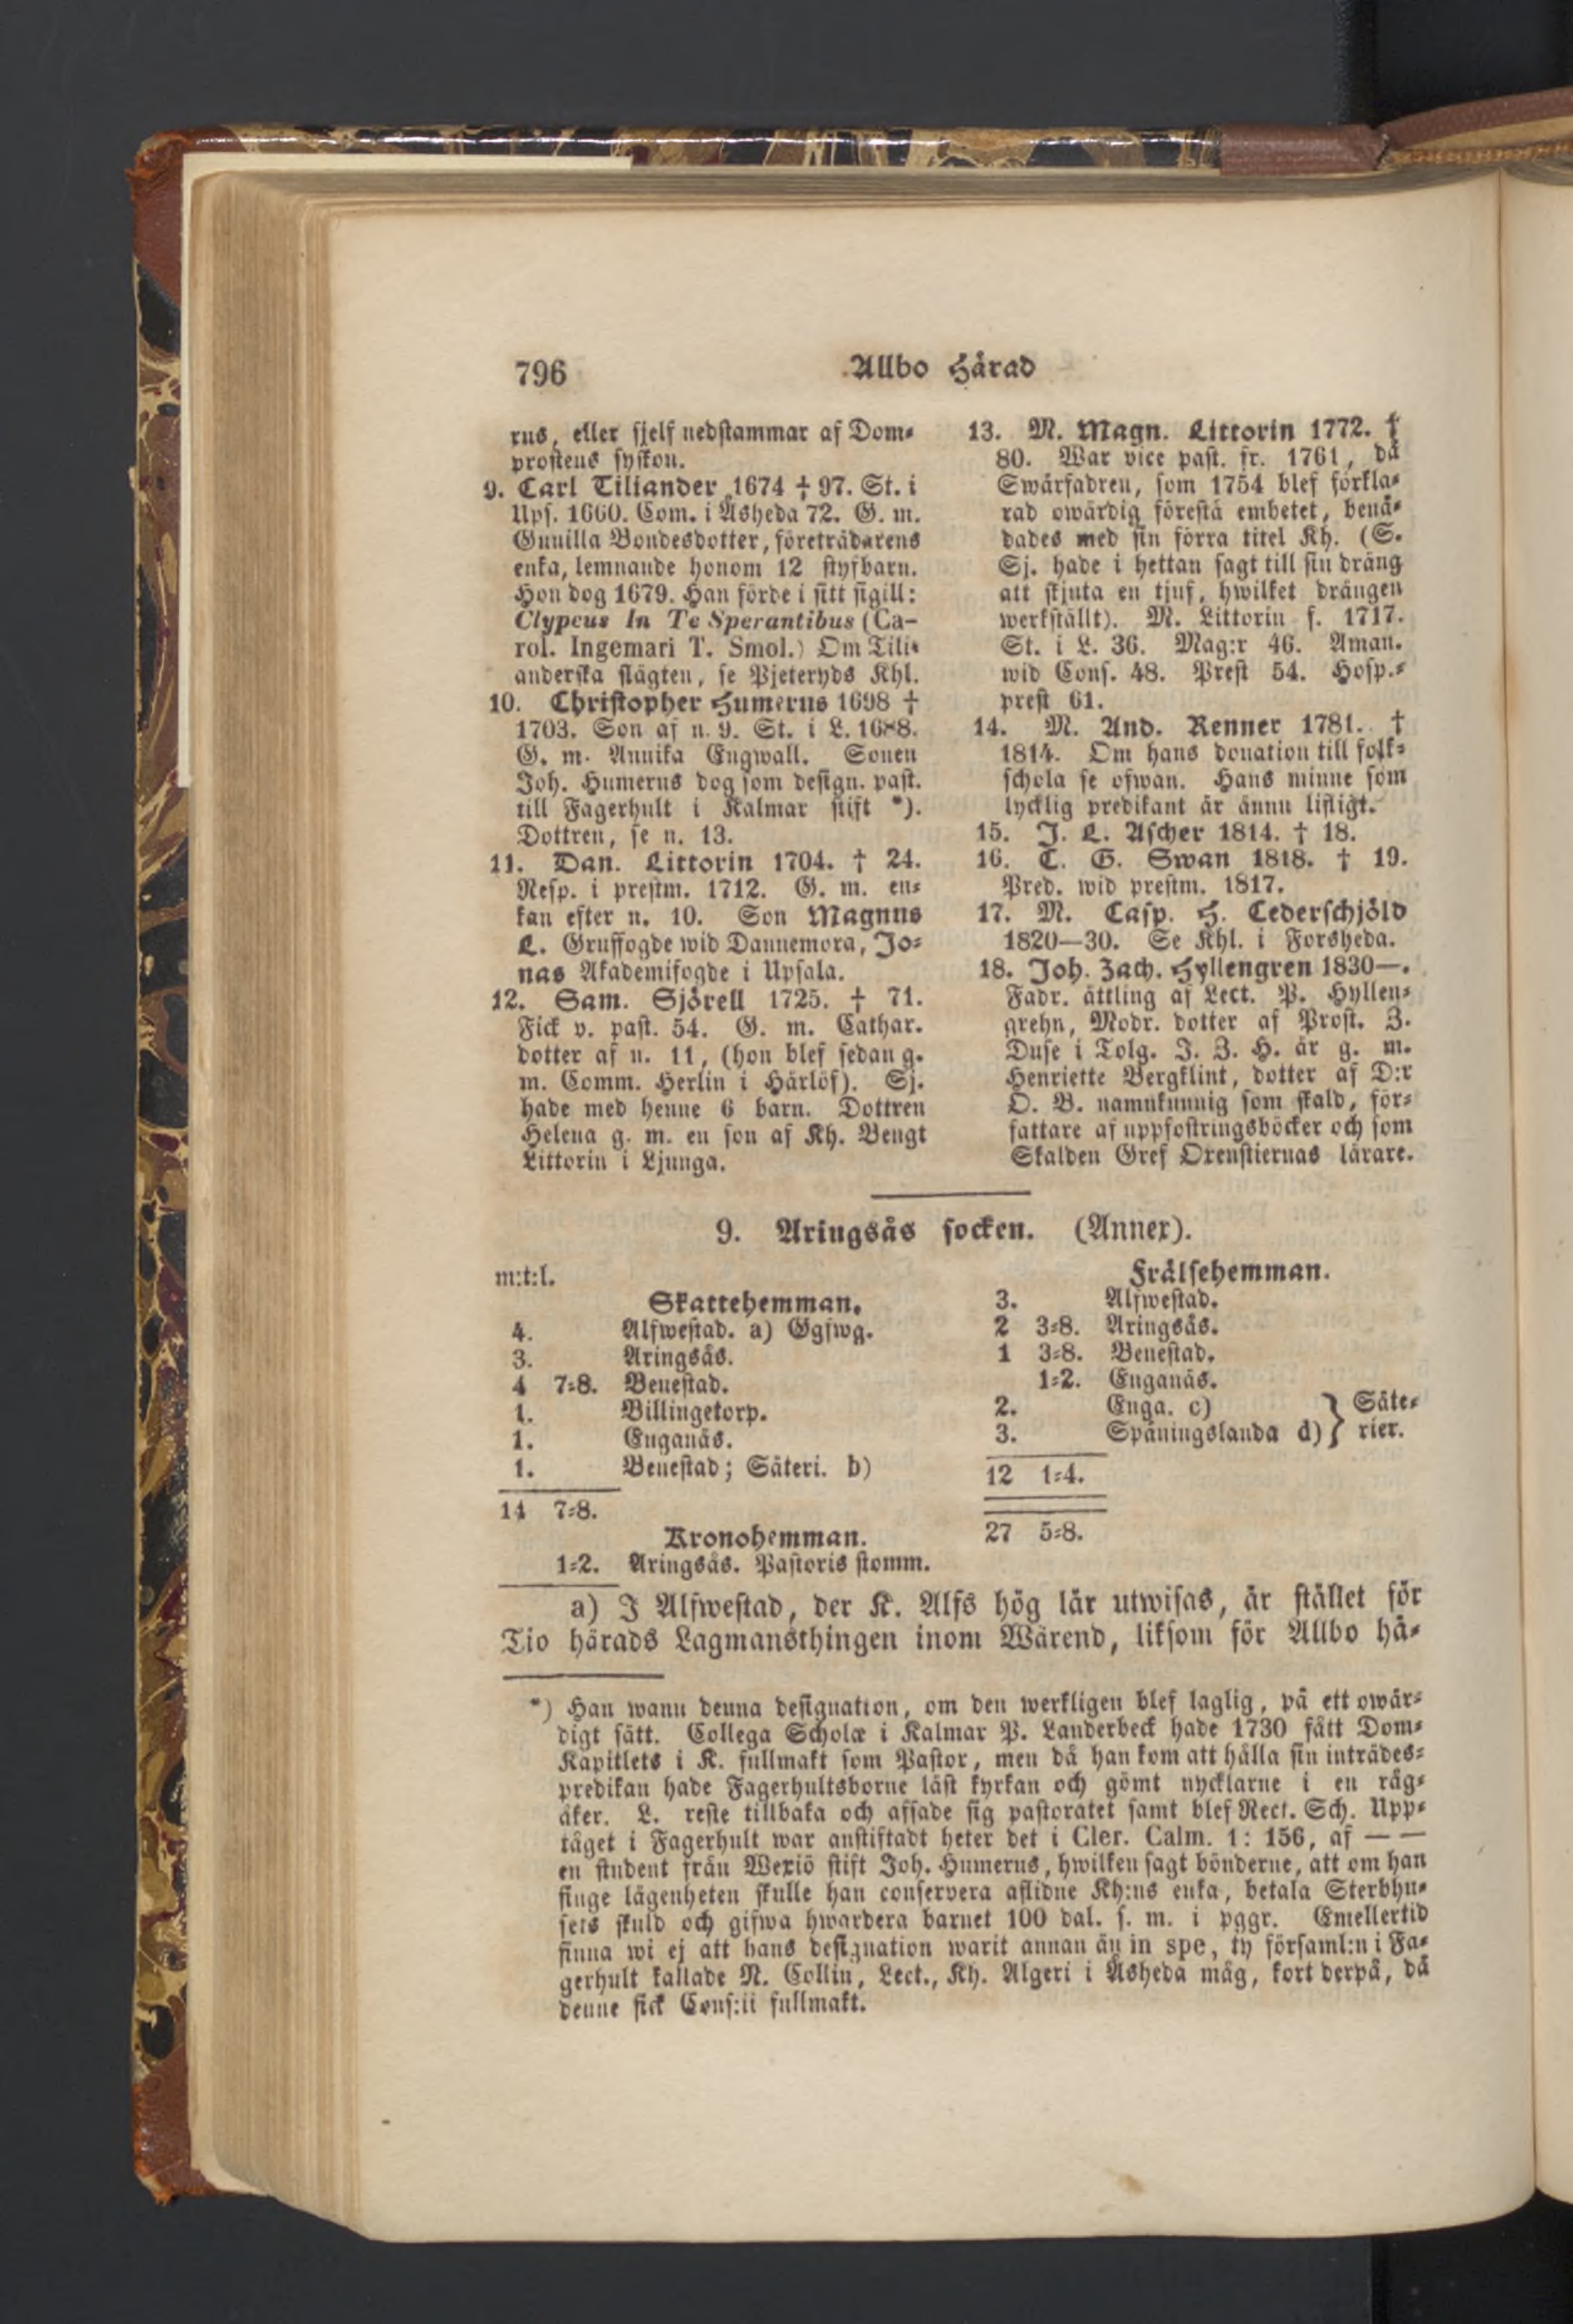 796
Allbo Härad
rus, eller sjelf nedstammar af Dom-
prostens syskon.
9. Carl Tiliander 1674 † 97. St. i
Ups. 1660. Com. i Åsheda 72. G. m.
Gunilla Bondesdotter, företrädarens
enka, lemnande honom 12 styfbarn.
Hon dog 1679. Han förde i sitt sigill:
Clypeus In Te Sperantibus (Ca-
rol. Ingemari T. Smol.) Om Tili-
anderska slägten, se Pjeteryds Khl.
10. Christopher Humerus 1698 †
1703. Son af n. 9. St. i L. 1688.
G. m. Annika Engwall. Sonen
Joh. Humerus dog som design. past.
till Fagerhult i Kalmar stift *).
Dottren, se n. 13.
11. Dan. Littorin 1704. † 24.
Resp. i prestm. 1712. G. m. en-
kan efter n. 10. Son Magnus
L. Gruffogde wid Dannemora, Jo-
nas Akademifogde i Upsala.
12. Sam. Sjörell 1725. † 71.
Fick v. past. 54. G. m. Cathar.
dotter af n. 11, (hon blef sedan g.
m. Comm. Herlin i Härlöf). Sj.
hade med henne 6 barn. Dottren
Helena g. m. en son af Kh. Bengt
Littorin i Ljunga.
13. M. Magn. Littorin 1772. †
80. War vice past. fr. 1761, då
Swärfadren, som 1754 blef förkla-
rad owärdig förestå embetet, benå-
dades med sin förra titel Kh. (S.
Sj. hade i hettan sagt till sin dräng
att skjuta en tjuf, hwilket drängen
werkställt). M. Littorin f. 1717.
St. i L. 36. Mag:r 46. Aman.
wid Cons. 48. Prest 54. Hosp.-
prest 61.
14. M. And. Renner 1781. †
1814. Om hans donation till folk-
schola se ofwan. Hans minne som
lycklig predikant är ännu lifligt.
15. J. L. Ascher 1814. † 18.
16. C. G. Swan 1818. † 19.
Pred. wid prestm. 1817.
17. M. Casp. H. Cederschjöld
1820—30. Se Khl. i Forsheda.
18. Joh. Zach. Hyllengren 1830—.
Fadr. ättling af Lect. P. Hyllen-
grehn, Modr. dotter af Prost. Z.
Duse i Tolg. J. Z. H. är g. m.
Henriette Bergklint, dotter af D:r
O. B. namnkunnig som skald, för-
fattare af uppfostringsböcker och som
Skalden Gref Oxenstiernas lärare.
9. Aringsås socken. (Annex).
m:t:l.
Skattehemman.
4. Alfwestad. a) Ggfwg.
3. Aringsås.
4 7-8. Benestad.
1. Billingetorp.
1. Enganäs.
1. Benestad; Säteri. b)
14 7-8.
Kronohemman.
1-2. Aringsås. Pastoris stomm.
Frälsehemman.
3. Alfwestad.
2 3-8. Aringsås.
1 3-8. Benestad.
1-2. Enganäs.
2. Enga. c) } Säte-
3. Spåningslanda d) } rier.
12 1-4.
27 5-8.
a) I Alfwestad, der K. Alfs hög lär utwisas, är stället för
Tio härads Lagmansthingen inom Wärend, liksom för Allbo hä-
*) Han wann denna designation, om den werkligen blef laglig, på ett owär-
digt sätt. Collega Scholæ i Kalmar P. Landerbeck hade 1730 fått Dom-
Kapitlets i K. fullmakt som Pastor, men då han kom att hålla sin inträdes-
predikan hade Fagerhultsborne läst kyrkan och gömt nycklarne i en råg-
åker. L. reste tillbaka och afsade sig pastoratet samt blef Rect. Sch. Upp-
tåget i Fagerhult war anstiftadt heter det i Cler. Calm. 1: 156, af — —
en student från Wexiö stift Joh. Humerus, hwilken sagt bönderne, att om han
finge lägenheten skulle han conservera aflidne Kh:ns enka, betala Sterbhu-
sets skuld och gifwa hwardera barnet 100 dal. s. m. i pggr. Emellertid
finna wi ej att hans designation warit annan än in spe, ty församl:n i Fa-
gerhult kallade N. Collin, Lect., Kh. Algeri i Åsheda måg, kort derpå, då
denne fick Cons:ii fullmakt.